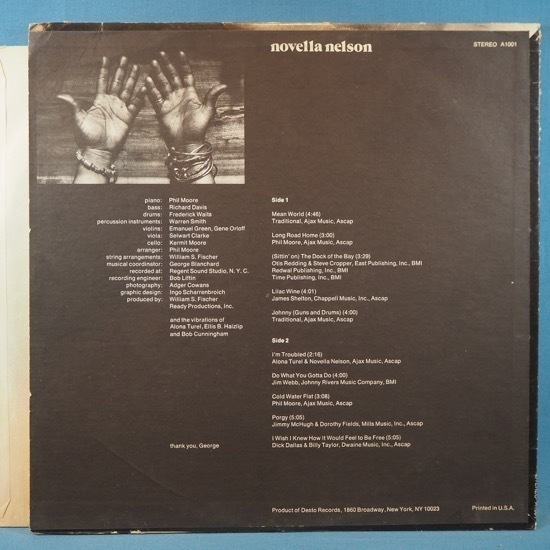 novella nelson
STEREO A1001
piano: Phil Moore
bass: Richard Davis
drums: Frederick Waits
percussion instruments: Warren Smith
violins: Emanuel Green, Gene Orloff
viola: Selwart Clarke
cello: Kermit Moore
arranger: Phil Moore
string arrangements: William S. Fischer
musical coordinator: George Blanchard
recorded at: Regent Sound Studio, N. Y. C.
recording engineer: Bob Liftin
photography: Adger Cowans
graphic design: Ingo Scharrenbroich
produced by: William S. Fischer
Ready Productions, Inc.
and the vibrations of
Alona Turel, Ellis B. Haizlip
and Bob Cunningham
thank you, George
Side 1
Mean World (4:46)
Traditional, Ajax Music, Ascap
Long Road Home (3:00)
Phil Moore, Ajax Music, Ascap
(Sittin' on) The Dock of the Bay (3:29)
Otis Redding & Steve Cropper, East Publishing, Inc., BMI
Redwal Publishing, Inc., BMI
Time Publishing, Inc., BMI
Lilac Wine (4:01)
James Shelton, Chappell Music, Inc., Ascap
Johnny (Guns and Drums) (4:00)
Traditional, Ajax Music, Ascap
Side 2
I'm Troubled (2:16)
Alona Turel & Novella Nelson, Ajax Music, Ascap
Do What You Gotta Do (4:00)
Jim Webb, Johnny Rivers Music Company, BMI
Cold Water Flat (3:08)
Phil Moore, Ajax Music, Ascap
Porgy (5:05)
Jimmy McHugh & Dorothy Fields, Mills Music, Inc., Ascap
I Wish I Knew How It Would Feel to Be Free (5:05)
Dick Dallas & Billy Taylor, Dwaine Music, Inc., Ascap
Product of Desto Records, 1860 Broadway, New York, NY 10023
Printed in U.S.A.